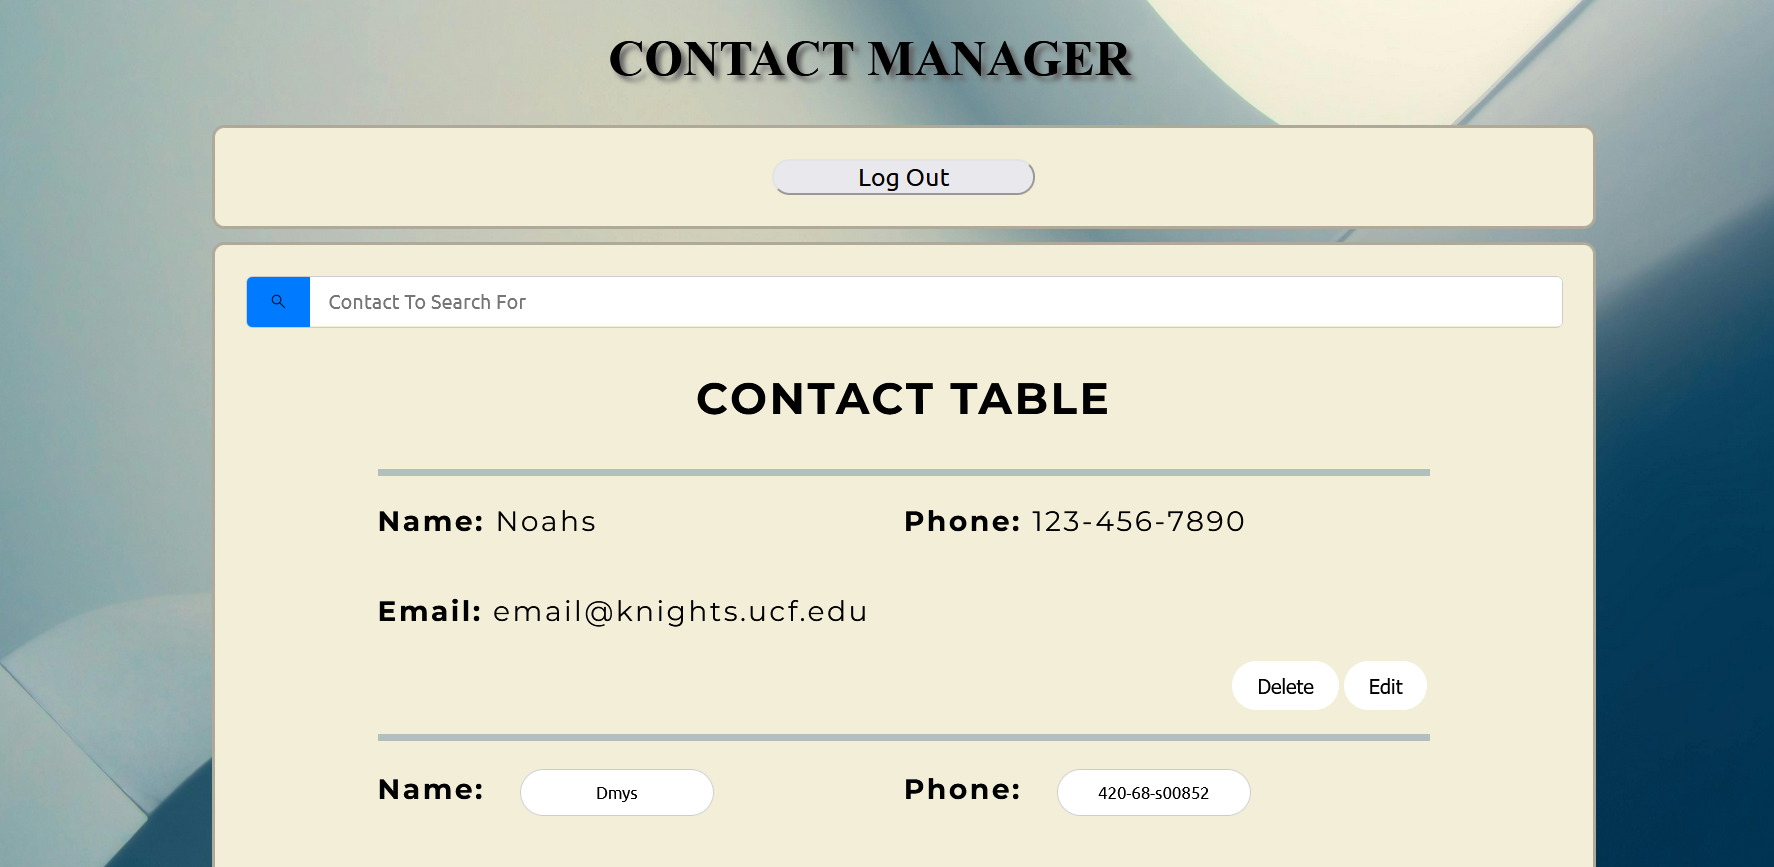 CONTACT MANAGER
Log Out
Contact To Search For
CONTACT TABLE
Name: Noahs Phone: 123-456-7890
Email: email@knights.ucf.edu
Delete Edit
Name: Dmys Phone: 420-68-s00852